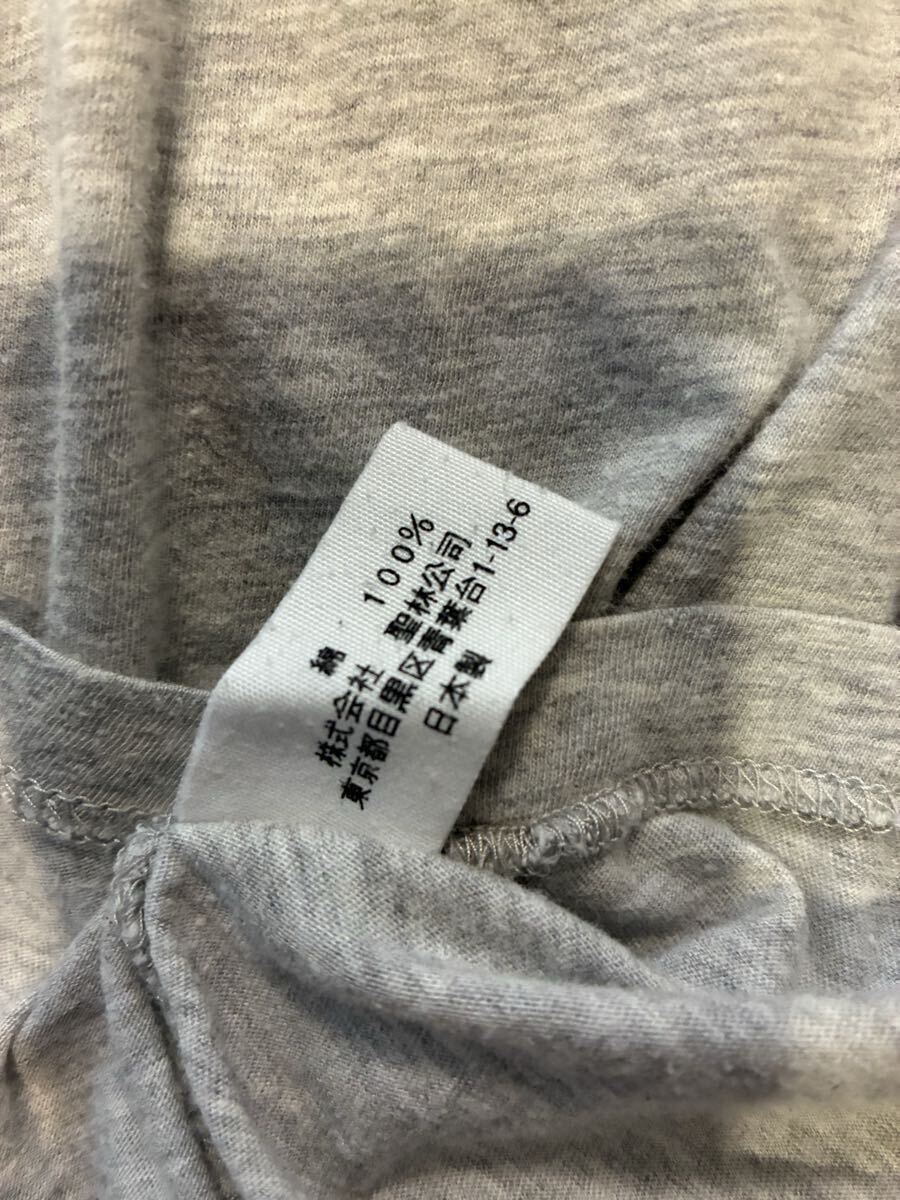 綿 100%
株式会社 聖林公司
東京都目黒区青葉台1-13-6
日本製